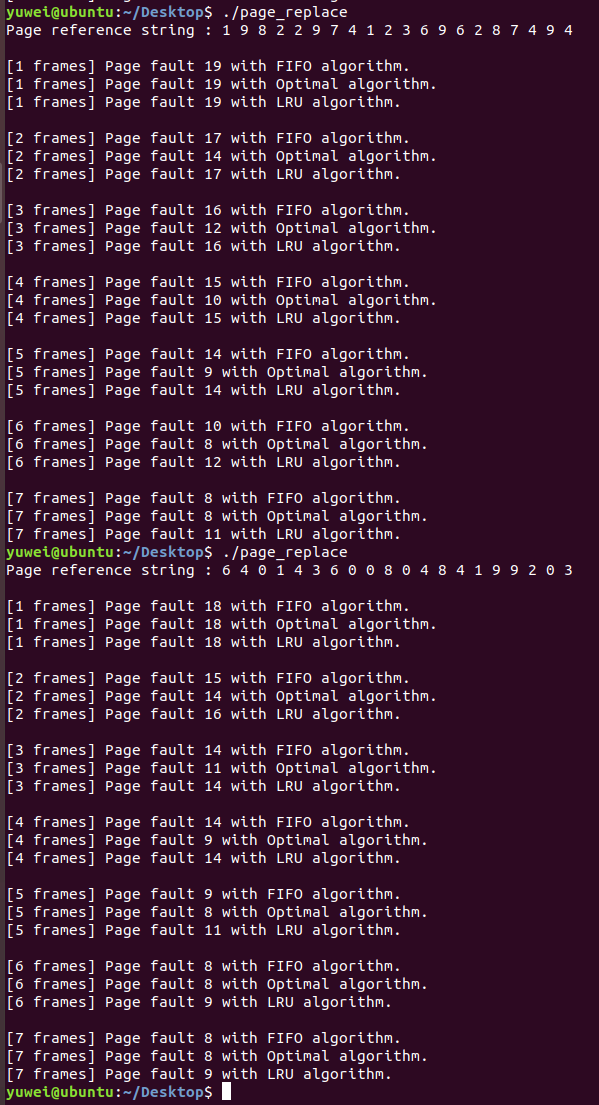 yuwei@ubuntu:~/Desktop$ ./page_replace
Page reference string : 1 9 8 2 2 9 7 4 1 2 3 6 9 6 2 8 7 4 9 4
[1 frames] Page fault 19 with FIFO algorithm.
[1 frames] Page fault 19 with Optimal algorithm.
[1 frames] Page fault 19 with LRU algorithm.
[2 frames] Page fault 17 with FIFO algorithm.
[2 frames] Page fault 14 with Optimal algorithm.
[2 frames] Page fault 17 with LRU algorithm.
[3 frames] Page fault 16 with FIFO algorithm.
[3 frames] Page fault 12 with Optimal algorithm.
[3 frames] Page fault 16 with LRU algorithm.
[4 frames] Page fault 15 with FIFO algorithm.
[4 frames] Page fault 10 with Optimal algorithm.
[4 frames] Page fault 15 with LRU algorithm.
[5 frames] Page fault 14 with FIFO algorithm.
[5 frames] Page fault 9 with Optimal algorithm.
[5 frames] Page fault 14 with LRU algorithm.
[6 frames] Page fault 10 with FIFO algorithm.
[6 frames] Page fault 8 with Optimal algorithm.
[6 frames] Page fault 12 with LRU algorithm.
[7 frames] Page fault 8 with FIFO algorithm.
[7 frames] Page fault 8 with Optimal algorithm.
[7 frames] Page fault 11 with LRU algorithm.
yuwei@ubuntu:~/Desktop$ ./page_replace
Page reference string : 6 4 0 1 4 3 6 0 0 8 0 4 8 4 1 9 9 2 0 3
[1 frames] Page fault 18 with FIFO algorithm.
[1 frames] Page fault 18 with Optimal algorithm.
[1 frames] Page fault 18 with LRU algorithm.
[2 frames] Page fault 15 with FIFO algorithm.
[2 frames] Page fault 14 with Optimal algorithm.
[2 frames] Page fault 16 with LRU algorithm.
[3 frames] Page fault 14 with FIFO algorithm.
[3 frames] Page fault 11 with Optimal algorithm.
[3 frames] Page fault 14 with LRU algorithm.
[4 frames] Page fault 14 with FIFO algorithm.
[4 frames] Page fault 9 with Optimal algorithm.
[4 frames] Page fault 14 with LRU algorithm.
[5 frames] Page fault 9 with FIFO algorithm.
[5 frames] Page fault 8 with Optimal algorithm.
[5 frames] Page fault 11 with LRU algorithm.
[6 frames] Page fault 8 with FIFO algorithm.
[6 frames] Page fault 8 with Optimal algorithm.
[6 frames] Page fault 9 with LRU algorithm.
[7 frames] Page fault 8 with FIFO algorithm.
[7 frames] Page fault 8 with Optimal algorithm.
[7 frames] Page fault 9 with LRU algorithm.
yuwei@ubuntu:~/Desktop$